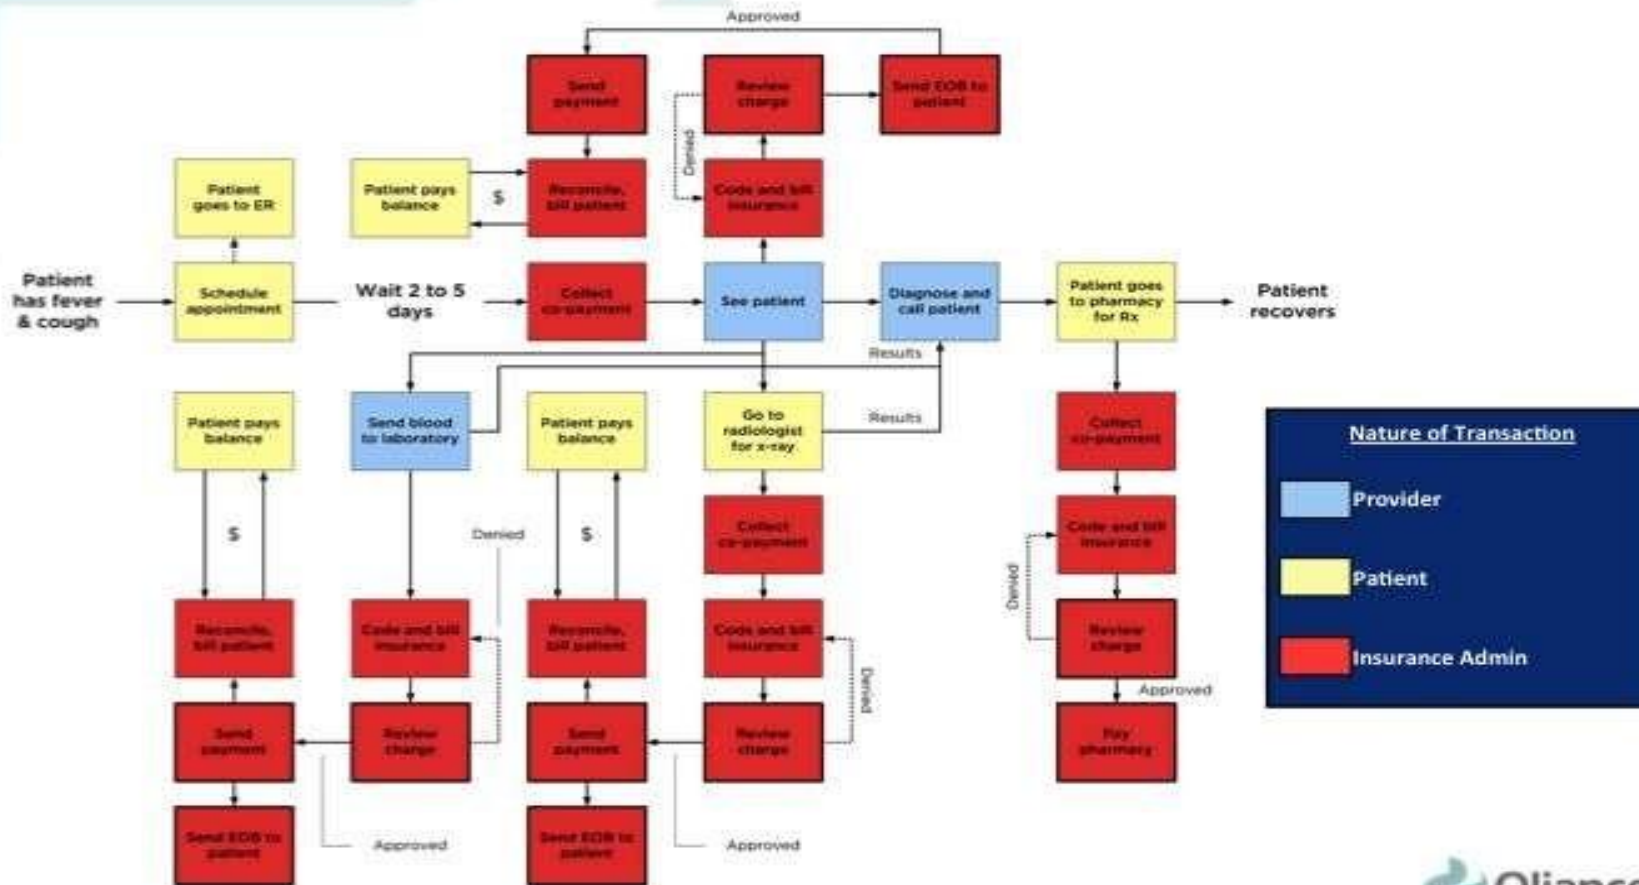 Approved
Send
payment
Review
charge
Send EOB to
patient
Denied
Patient
goes to ER
Patient pays
balance
$
Reconcile,
bill patient
Code and bill
insurance
Patient
has fever
& cough
Schedule
appointment
Wait 2 to 5
days
Collect
co-payment
See patient
Diagnose and
call patient
Patient goes
to pharmacy
for Rx
Patient
recovers
Results
Patient pays
balance
Send blood
to laboratory
Patient pays
balance
Go to
radiologist
for x-ray
Results
Collect
co-payment
Nature of Transaction
Provider
Patient
Insurance Admin
$
Denied
$
Collect
co-payment
Code and bill
insurance
Denied
Reconcile,
bill patient
Code and bill
insurance
Reconcile,
bill patient
Code and bill
insurance
Review
charge
Denied
Approved
Send
payment
Review
charge
Send
payment
Review
charge
Pay
pharmacy
Send EOB to
patient
Approved
Send EOB to
patient
Approved
Qliance